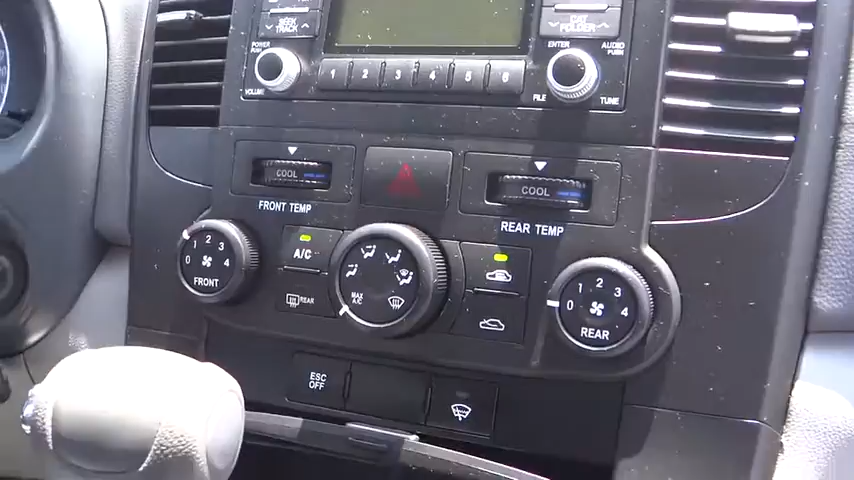 SEEK
TRACK
CAT
FOLDER
POWER
PUSH
VOLUME
1 2 3 4 5 6
ENTER
AUDIO
PUSH
FILE
TUNE
COOL
FRONT TEMP
COOL
REAR TEMP
0 1 2 3 4
FRONT
A/C
REAR
MAX
A/C
0 1 2 3 4
REAR
ESC
OFF